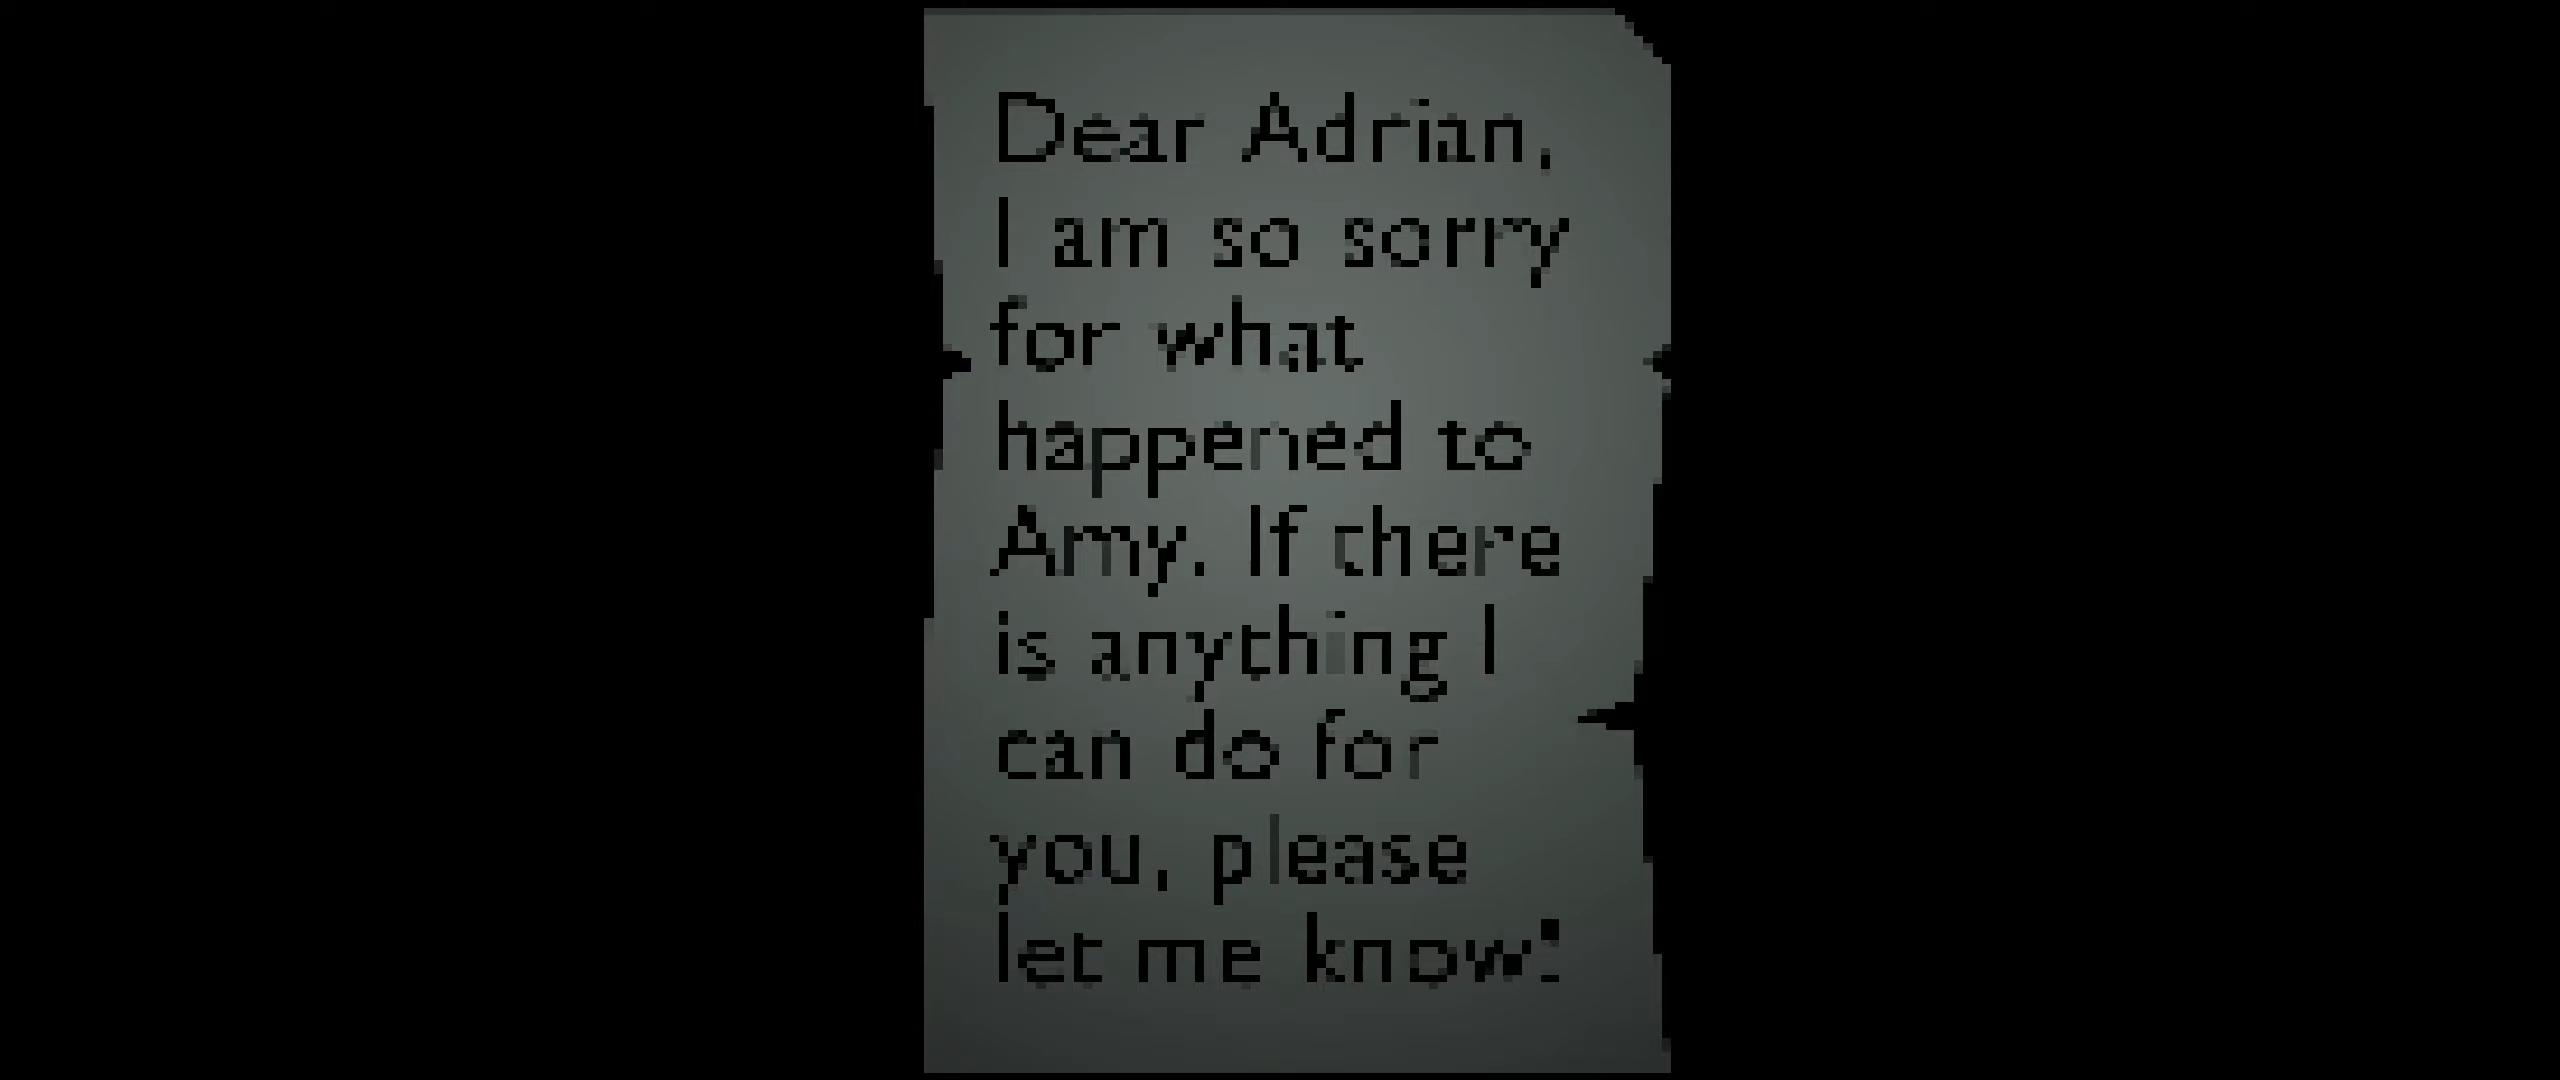 Dear Adrian,
I am so sorry
for what
happened to
Amy. If there
is anything I
can do for
you, please
let me know!